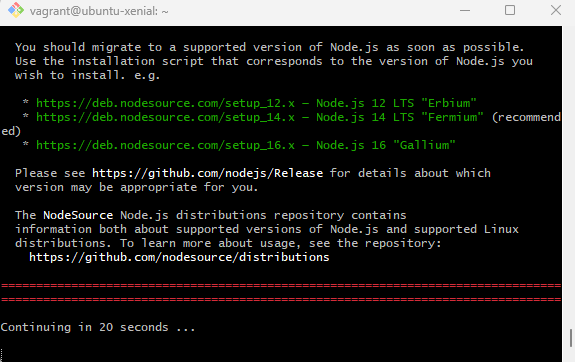 vagrant@ubuntu-xenial: ~
You should migrate to a supported version of Node.js as soon as possible.
Use the installation script that corresponds to the version of Node.js you
wish to install. e.g.
* https://deb.nodesource.com/setup_12.x — Node.js 12 LTS "Erbium"
* https://deb.nodesource.com/setup_14.x — Node.js 14 LTS "Fermium" (recommend
ed)
* https://deb.nodesource.com/setup_16.x — Node.js 16 "Gallium"
Please see https://github.com/nodejs/Release for details about which
version may be appropriate for you.
The NodeSource Node.js distributions repository contains
information both about supported versions of Node.js and supported Linux
distributions. To learn more about usage, see the repository:
https://github.com/nodesource/distributions
================================================================================
================================================================================
Continuing in 20 seconds ...